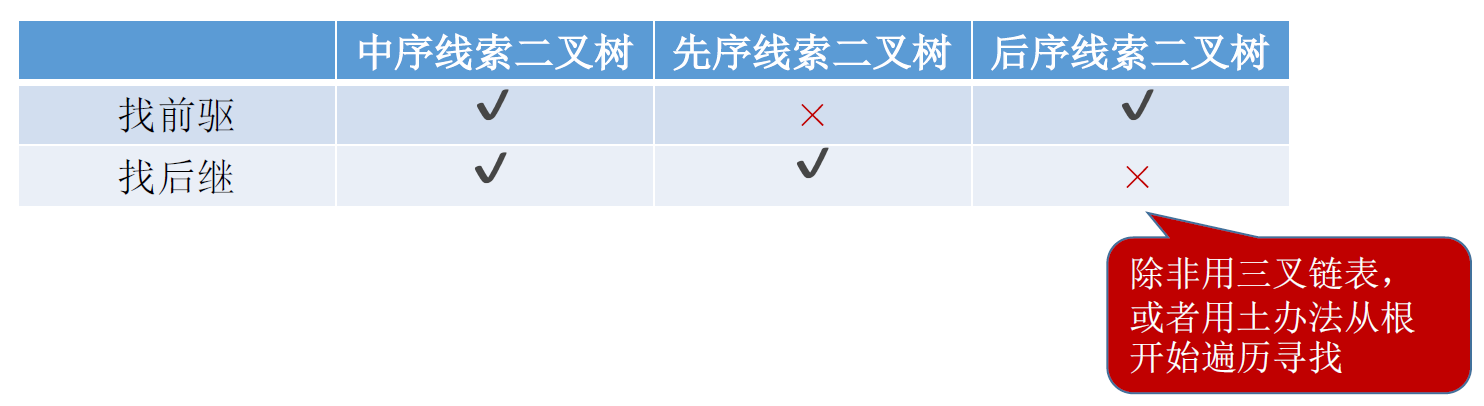 中序线索二叉树 先序线索二叉树 后序线索二叉树
找前驱 ✔ × ✔
找后继 ✔ ✔ ×
除非用三叉链表，
或者用土办法从根
开始遍历寻找